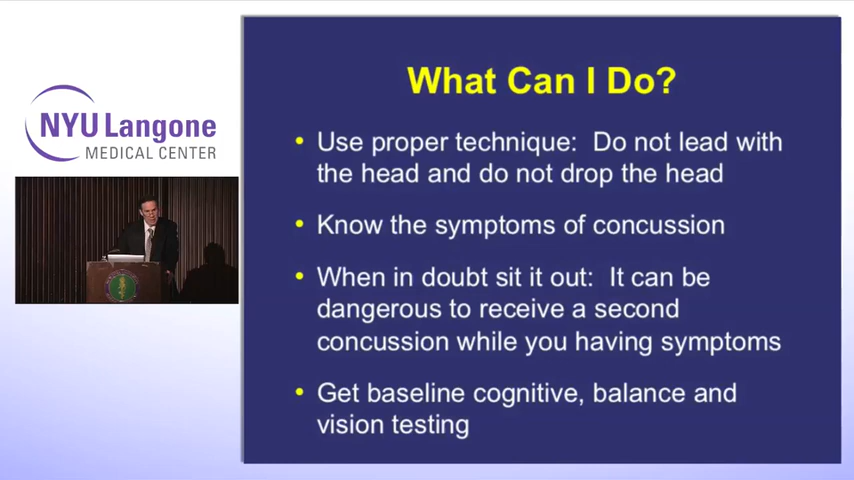 NYU Langone
MEDICAL CENTER
What Can I Do?
• Use proper technique:  Do not lead with
the head and do not drop the head
• Know the symptoms of concussion
• When in doubt sit it out:  It can be
dangerous to receive a second
concussion while you having symptoms
• Get baseline cognitive, balance and
vision testing